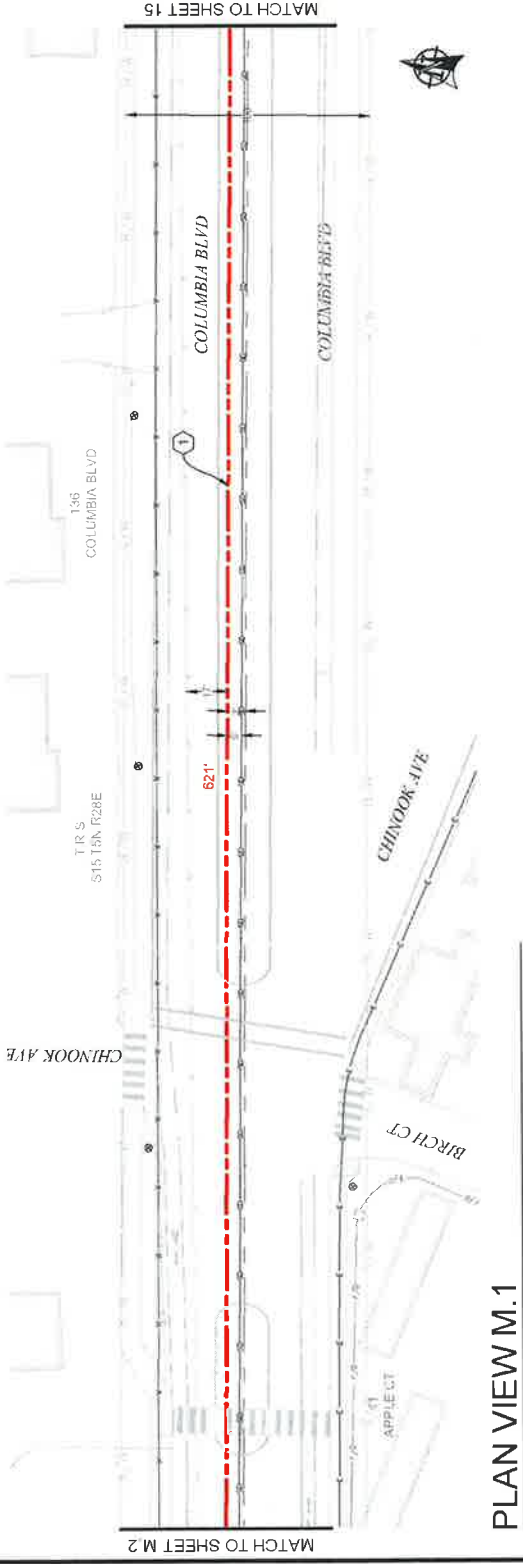 MATCH TO SHEET 15
COLUMBIA BLVD
COLUMBIA BLVD
1
136
COLUMBIA BLVD
621'
T R S
S15 T5N R28E
CHINOOK AVE
CHINOOK AVE
BIRCH CT
APPLE CT
MATCH TO SHEET M.2
PLAN VIEW M.1